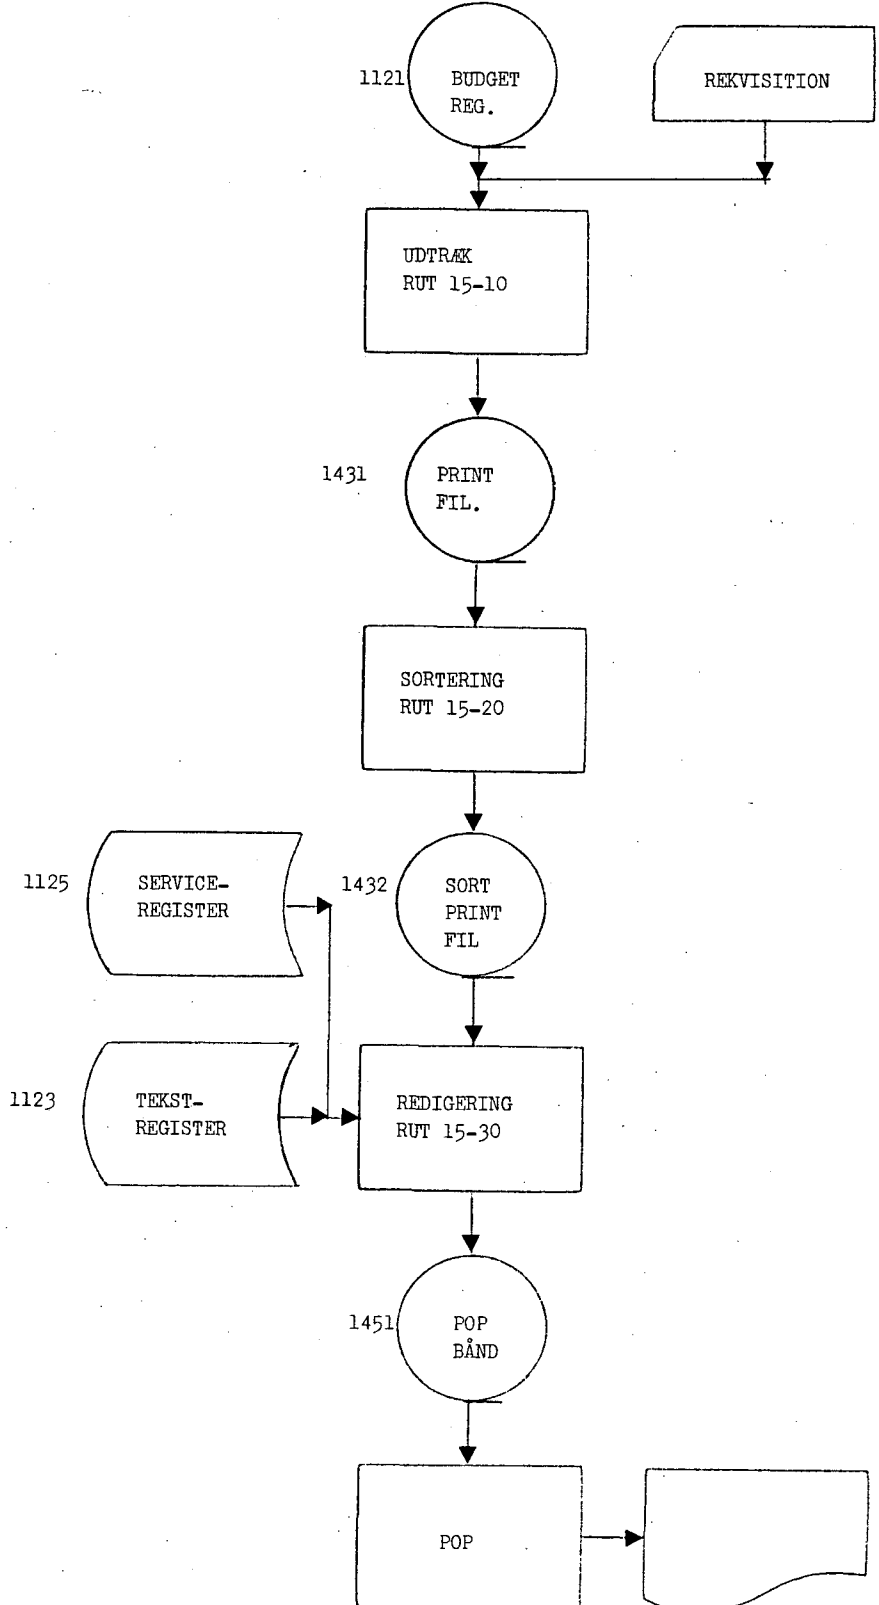 1121
BUDGET
REG.
REKVISITION
UDTRÆK
RUT 15-10
1431
PRINT
FIL.
SORTERING
RUT 15-20
1125
SERVICE-
REGISTER
1432
SORT
PRINT
FIL
1123
TEKST-
REGISTER
REDIGERING
RUT 15-30
1451
POP
BÅND
POP